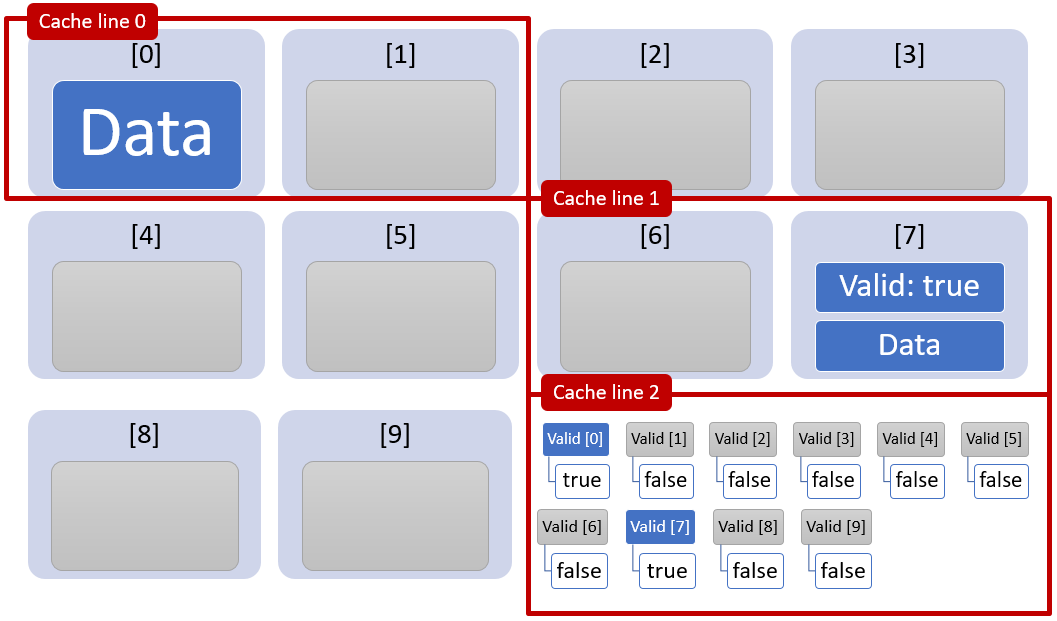 Cache line 0
[0]
[1]
[2]
[3]
Data
Cache line 1
[4]
[5]
[6]
[7]
Valid: true
Data
Cache line 2
[8]
[9]
Valid [0]
Valid [1]
Valid [2]
Valid [3]
Valid [4]
Valid [5]
true
false
false
false
false
false
Valid [6]
Valid [7]
Valid [8]
Valid [9]
false
true
false
false